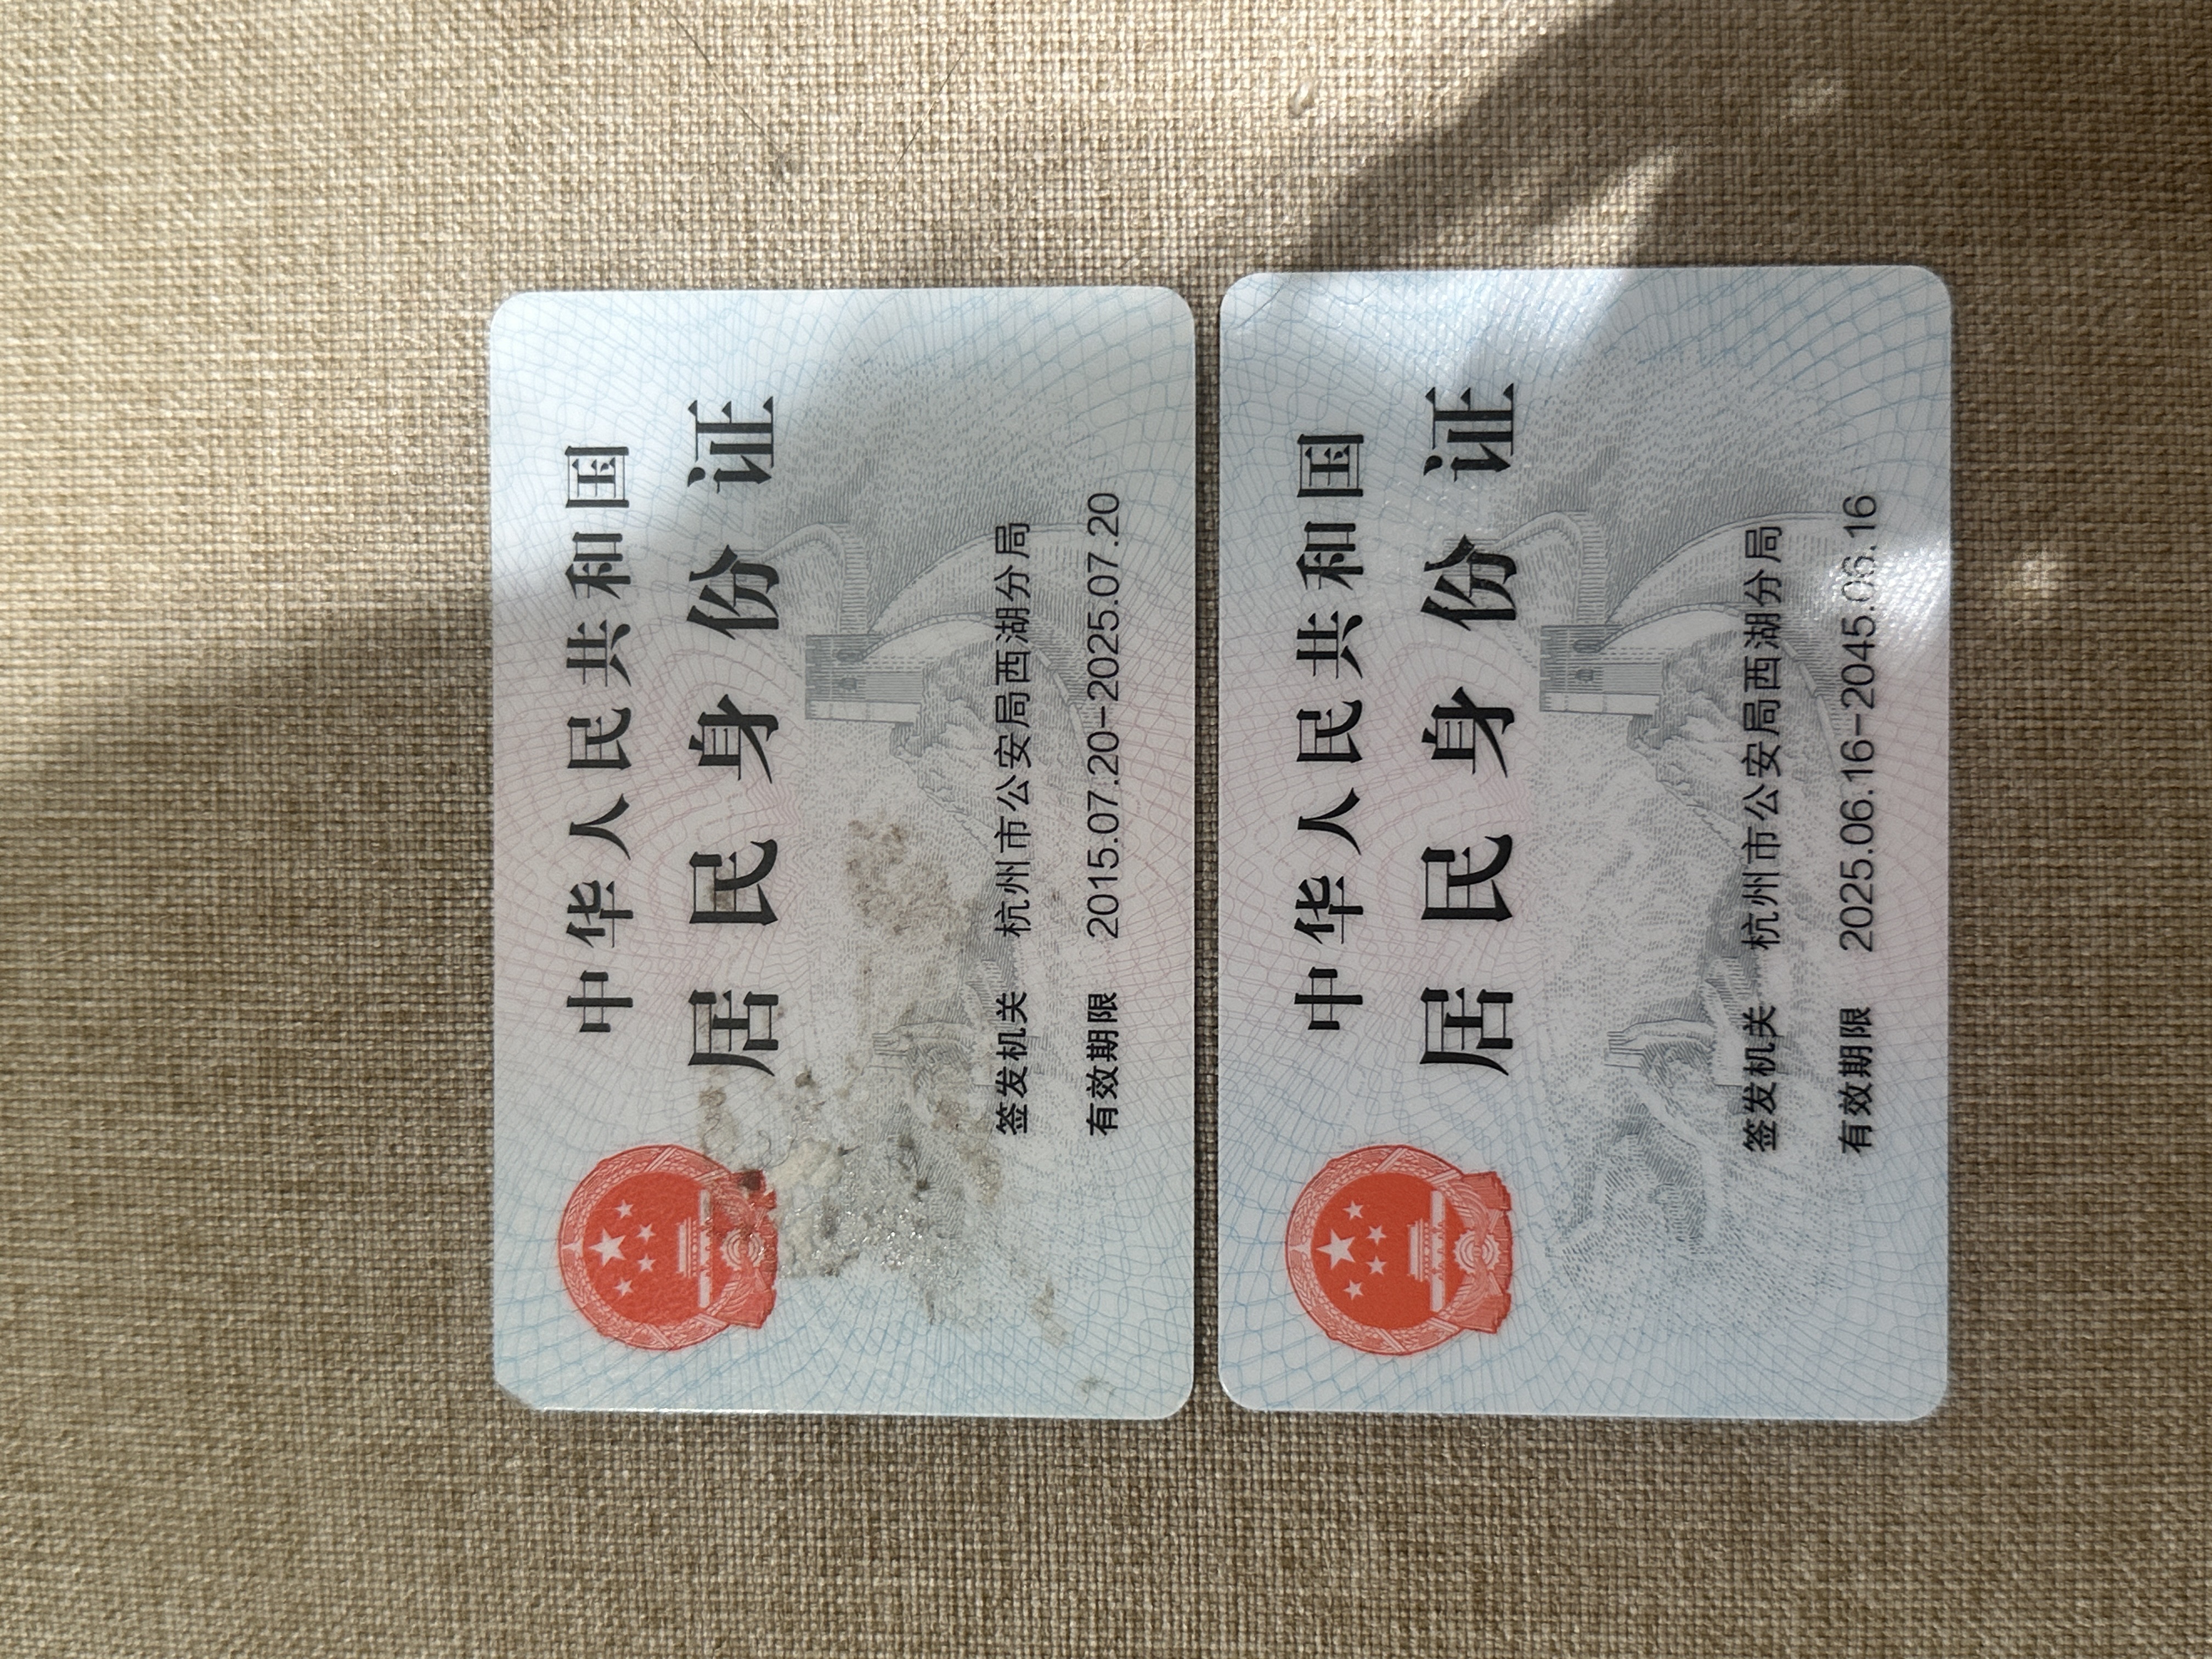 中华人民共和国
居民身份证
签发机关 杭州市公安局西湖分局
有效期限 2015.07.20-2025.07.20
中华人民共和国
居民身份证
签发机关 杭州市公安局西湖分局
有效期限 2025.06.16-2045.06.16